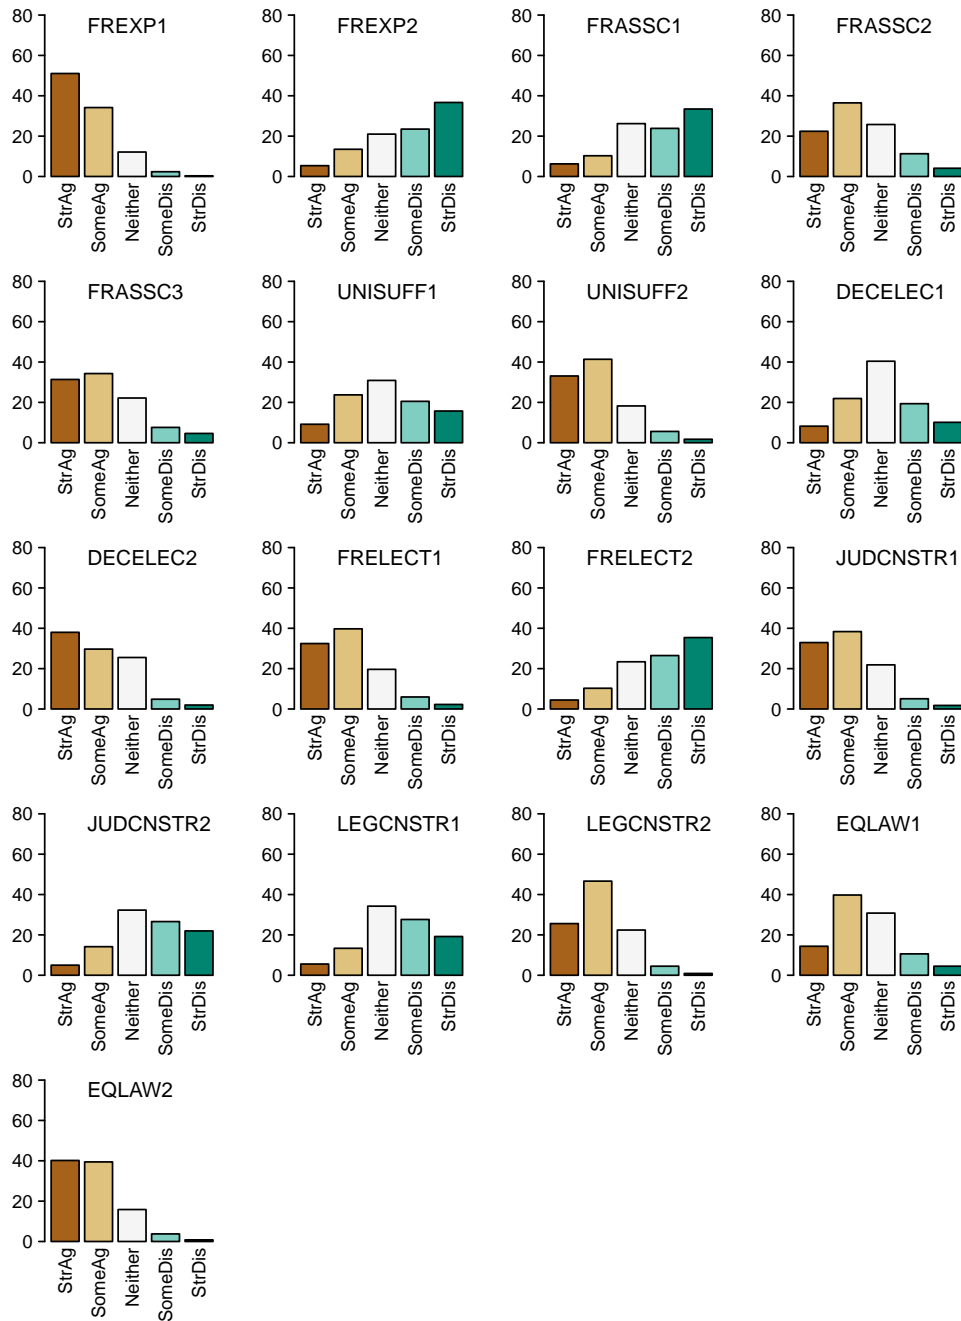 FREXP1
80
60
40
20
0
StrAg
SomeAg
Neither
SomeDis
StrDis
FREXP2
80
60
40
20
0
StrAg
SomeAg
Neither
SomeDis
StrDis
FRASSC1
80
60
40
20
0
StrAg
SomeAg
Neither
SomeDis
StrDis
FRASSC2
80
60
40
20
0
StrAg
SomeAg
Neither
SomeDis
StrDis
FRASSC3
80
60
40
20
0
StrAg
SomeAg
Neither
SomeDis
StrDis
UNISUFF1
80
60
40
20
0
StrAg
SomeAg
Neither
SomeDis
StrDis
UNISUFF2
80
60
40
20
0
StrAg
SomeAg
Neither
SomeDis
StrDis
DECELEC1
80
60
40
20
0
StrAg
SomeAg
Neither
SomeDis
StrDis
DECELEC2
80
60
40
20
0
StrAg
SomeAg
Neither
SomeDis
StrDis
FRELECT1
80
60
40
20
0
StrAg
SomeAg
Neither
SomeDis
StrDis
FRELECT2
80
60
40
20
0
StrAg
SomeAg
Neither
SomeDis
StrDis
JUDCNSTR1
80
60
40
20
0
StrAg
SomeAg
Neither
SomeDis
StrDis
JUDCNSTR2
80
60
40
20
0
StrAg
SomeAg
Neither
SomeDis
StrDis
LEGCNSTR1
80
60
40
20
0
StrAg
SomeAg
Neither
SomeDis
StrDis
LEGCNSTR2
80
60
40
20
0
StrAg
SomeAg
Neither
SomeDis
StrDis
EQLAW1
80
60
40
20
0
StrAg
SomeAg
Neither
SomeDis
StrDis
EQLAW2
80
60
40
20
0
StrAg
SomeAg
Neither
SomeDis
StrDis